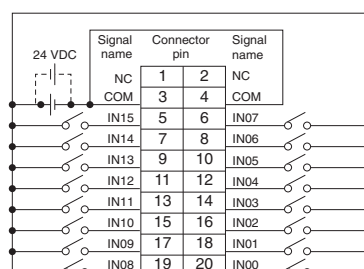 Signal name Connector pin Signal name
24 VDC
NC 1 2 NC
COM 3 4 COM
IN15 5 6 IN07
IN14 7 8 IN06
IN13 9 10 IN05
IN12 11 12 IN04
IN11 13 14 IN03
IN10 15 16 IN02
IN09 17 18 IN01
IN08 19 20 IN00